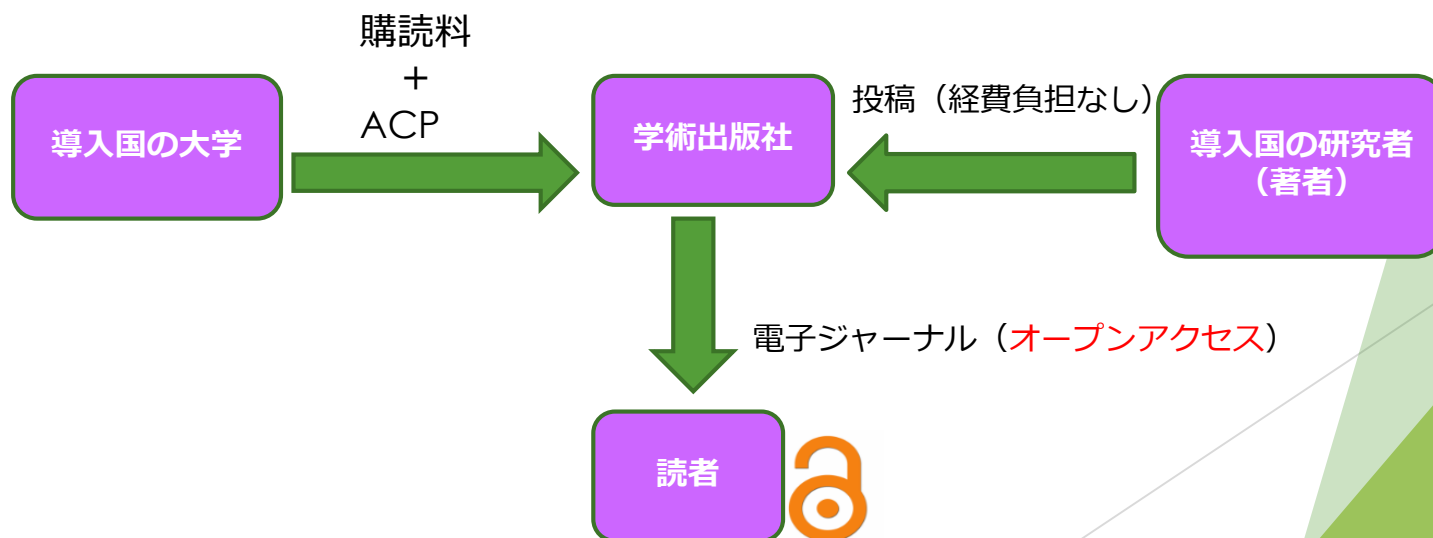 購読料
+
ACP
導入国の大学
学術出版社
投稿（経費負担なし）
導入国の研究者
（著者）
電子ジャーナル（オープンアクセス）
読者